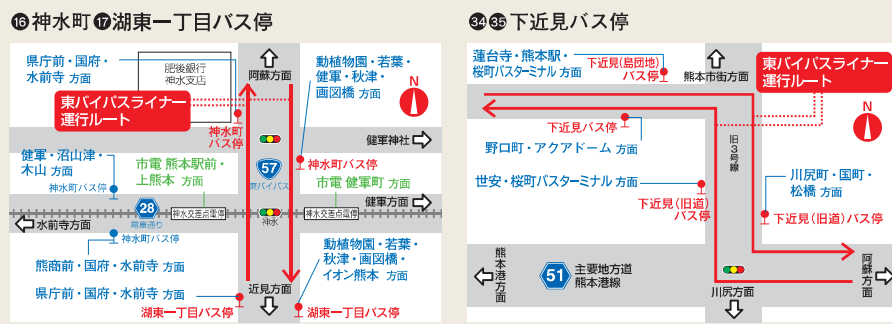 ⑯神水町⑰湖東一丁目バス停
県庁前・国府・
水前寺 方面
肥後銀行
神水支店
阿蘇方面
動植物園・若葉・
健軍・秋津・
画図橋 方面
N
東バイパスライナー
運行ルート
神水町
バス停
健軍神社
健軍・沼山津・
木山 方面
神水町バス停
市電 熊本駅前・
上熊本 方面
57
東バイパス
神水町バス停
市電 健軍町 方面
健軍方面
28
電車通り
神水交差点電停
神水
神水交差点電停
水前寺方面
神水町バス停
熊商前・国府・水前寺 方面
県庁前・国府・水前寺 方面
湖東一丁目バス停
近見方面
動植物園・若葉・
秋津・画図橋・
イオン熊本 方面
湖東一丁目バス停
㉞㉟下近見バス停
蓮台寺・熊本駅・
桜町バスターミナル 方面
下近見(島団地)
バス停
熊本市街方面
東バイパスライナー
運行ルート
N
下近見バス停
野口町・アクアドーム 方面
旧3号線
世安・桜町バスターミナル 方面
下近見(旧道)
バス停
川尻町・国町・
松橋 方面
下近見(旧道)バス停
熊本港方面
51
主要地方道
熊本港線
川尻方面
阿蘇方面